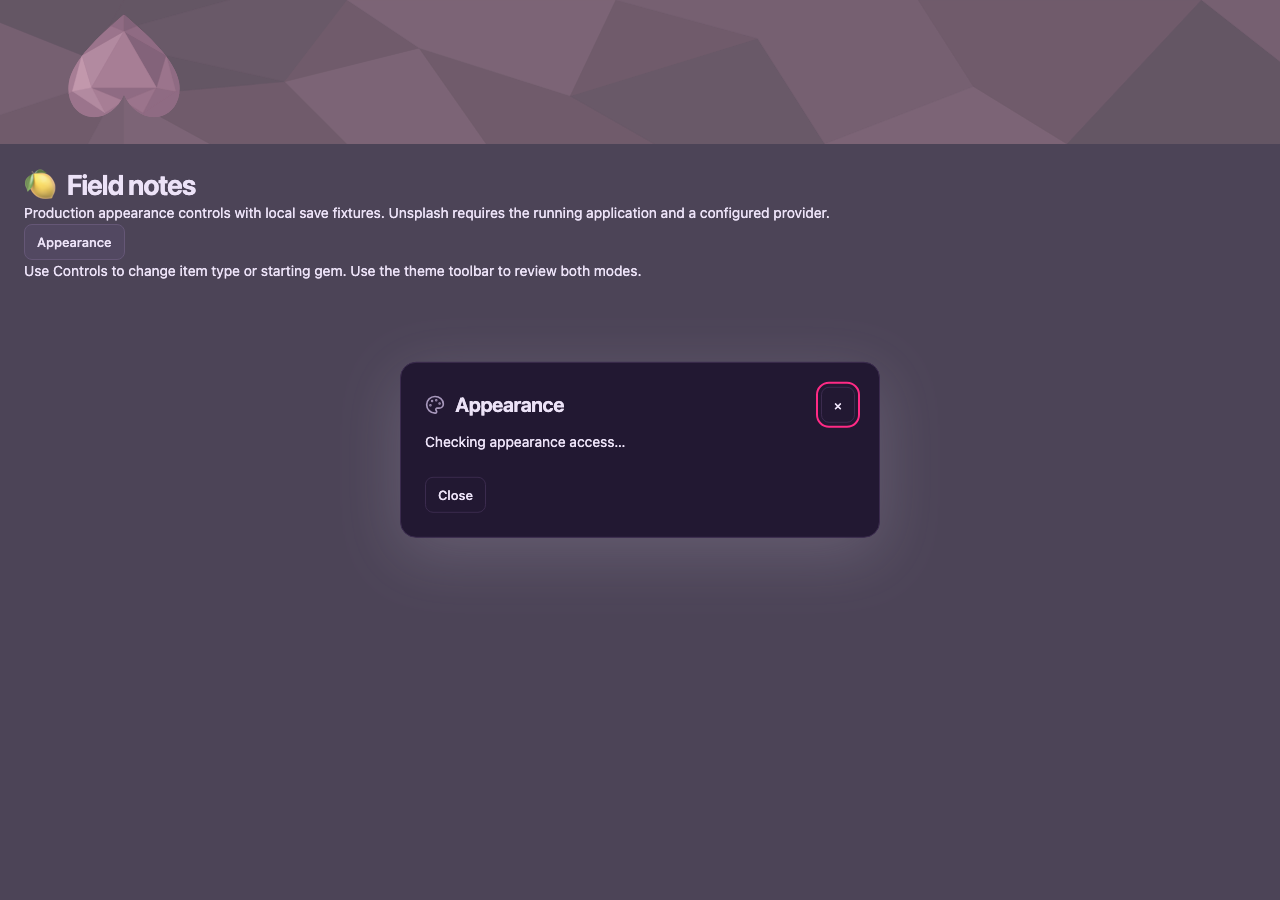 Field notes
Production appearance controls with local save fixtures. Unsplash requires the running application and a configured provider.
Appearance
Use Controls to change item type or starting gem. Use the theme toolbar to review both modes.
Appearance
×
Checking appearance access...
Close